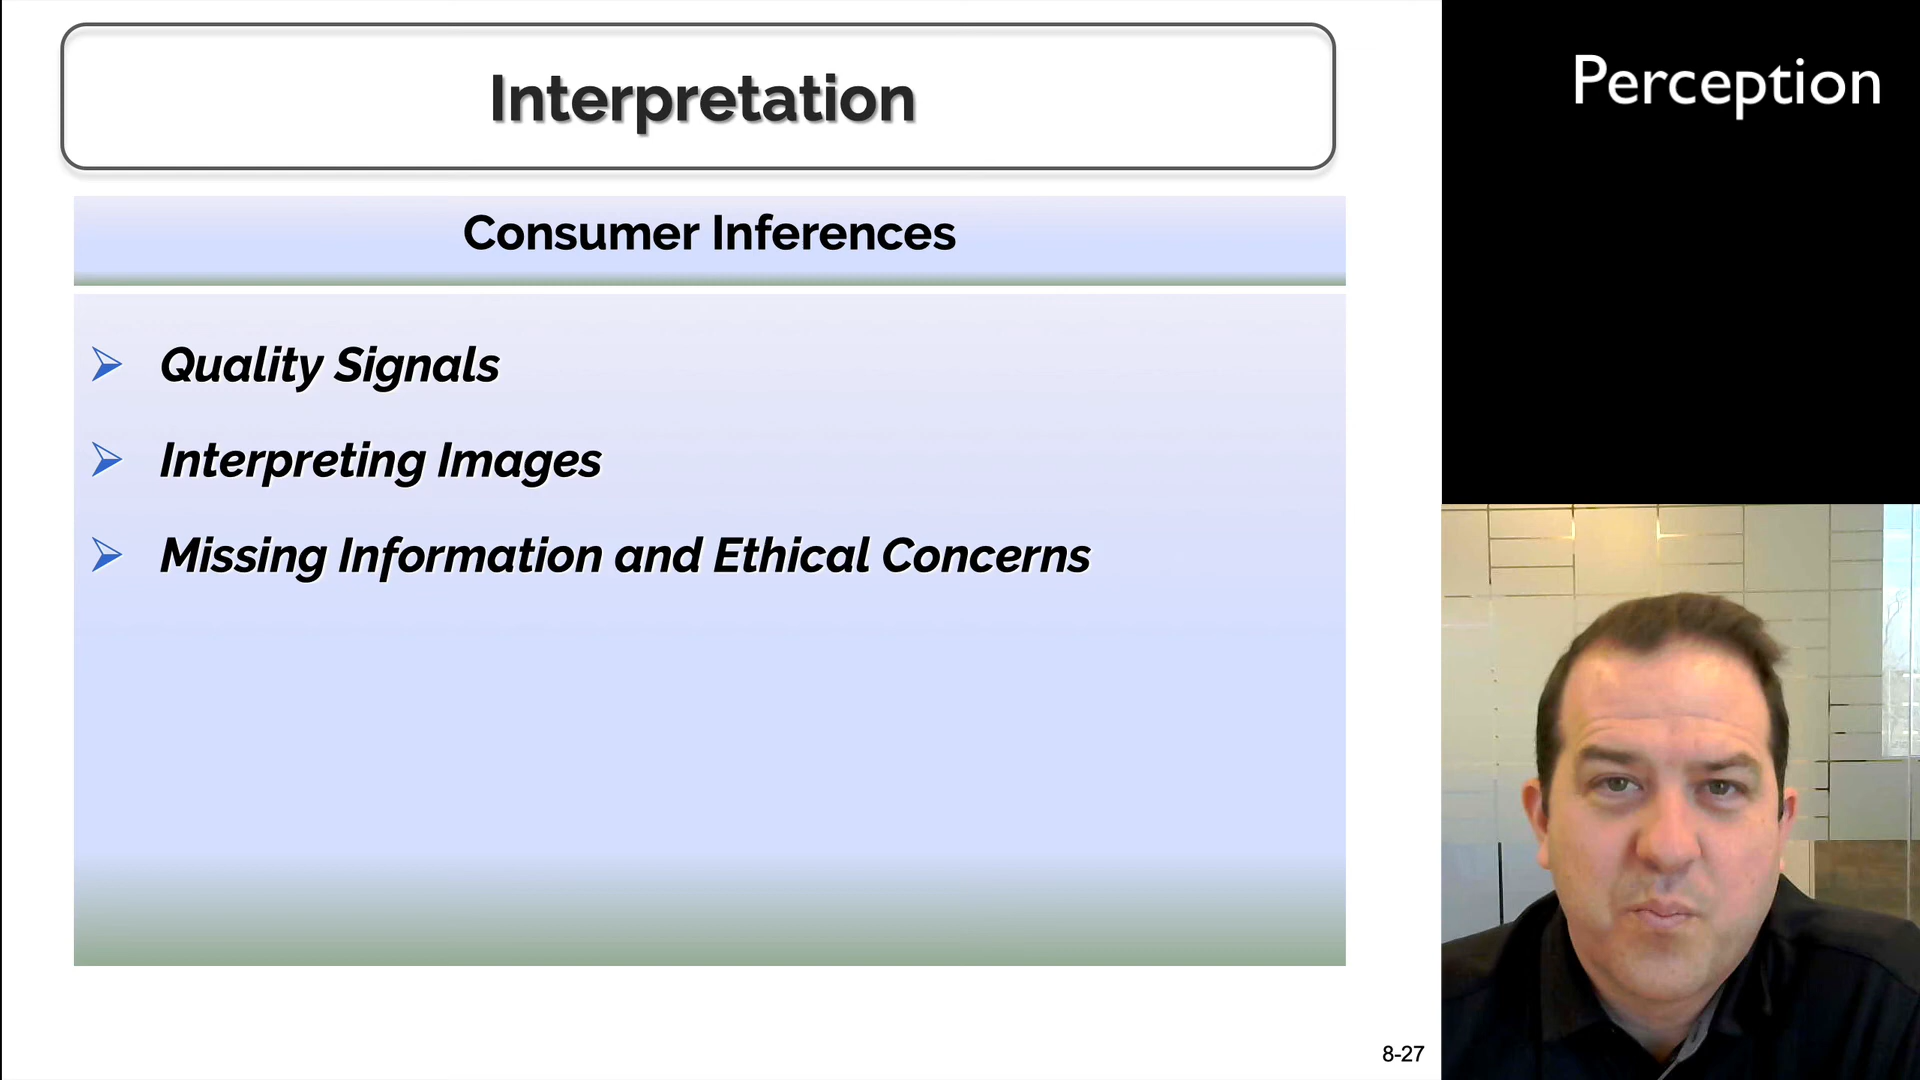 Interpretation
Perception
Consumer Inferences
Quality Signals
Interpreting Images
Missing Information and Ethical Concerns
8-27